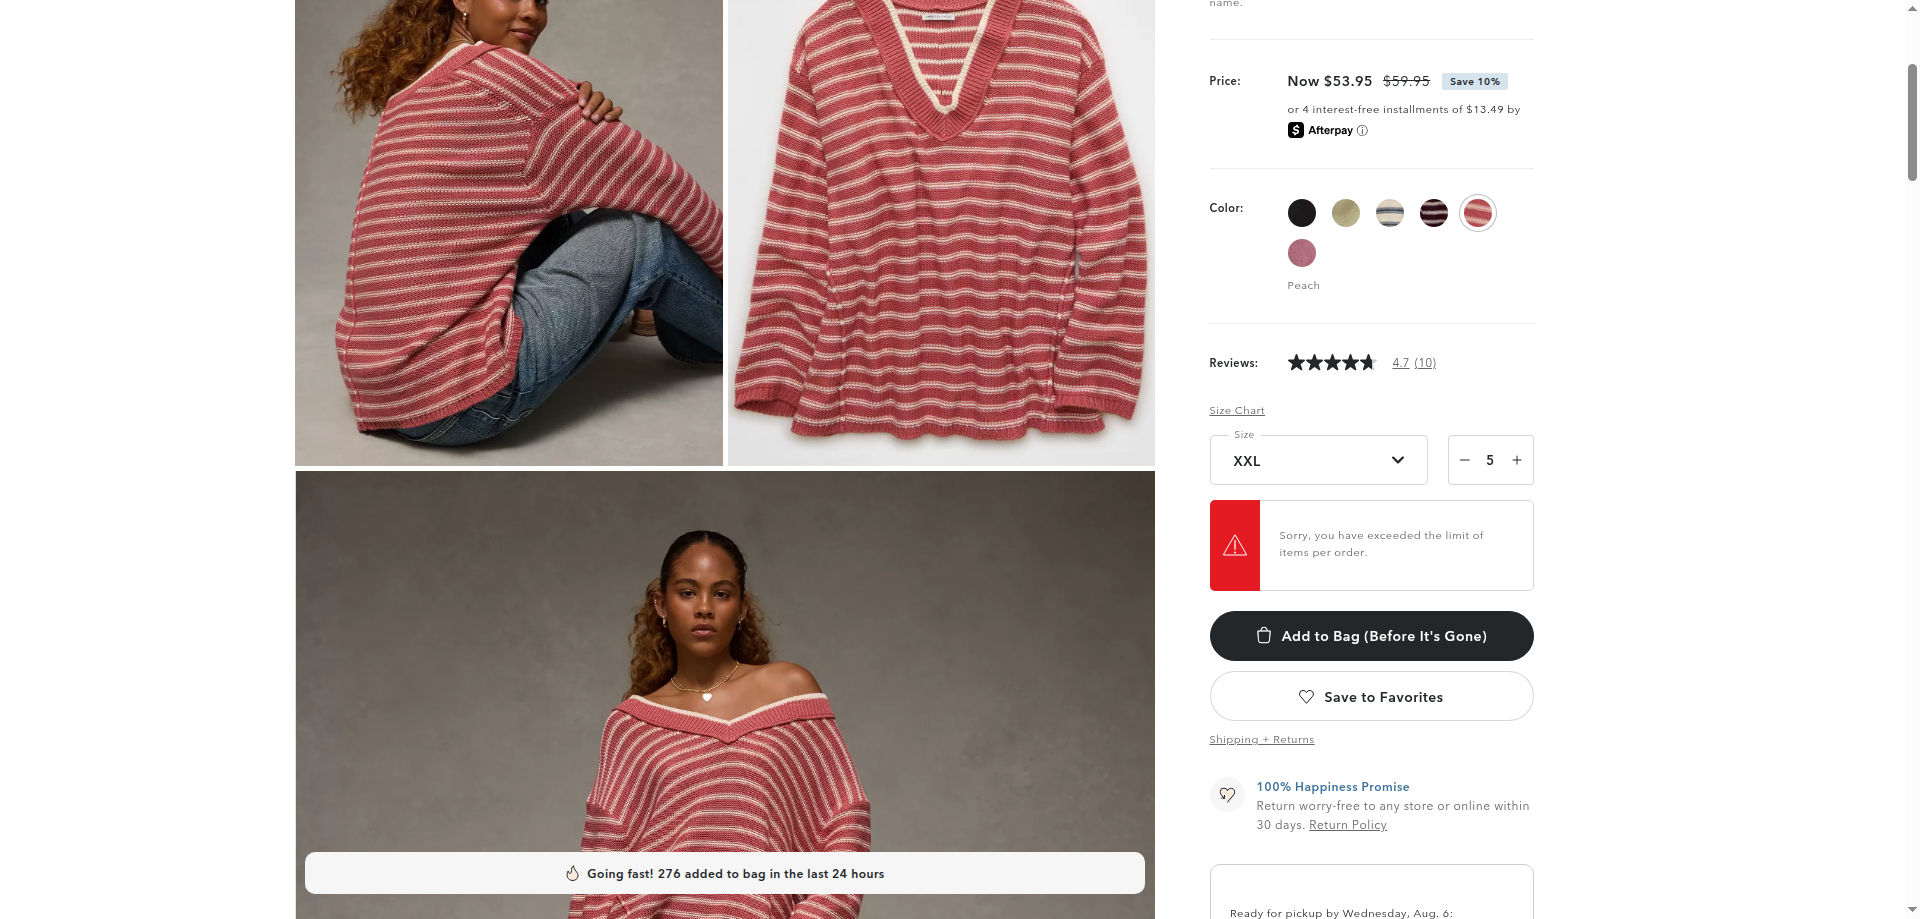 name.
Price:
Now $53.95 $59.95 Save 10%
or 4 interest-free installments of $13.49 by
Afterpay
Color:
Peach
Reviews:
4.7 (10)
Size Chart
Size
XXL
5
Sorry, you have exceeded the limit of
items per order.
Add to Bag (Before It's Gone)
Save to Favorites
Shipping + Returns
100% Happiness Promise
Return worry-free to any store or online within
30 days. Return Policy
Ready for pickup by Wednesday, Aug. 6:
Going fast! 276 added to bag in the last 24 hours